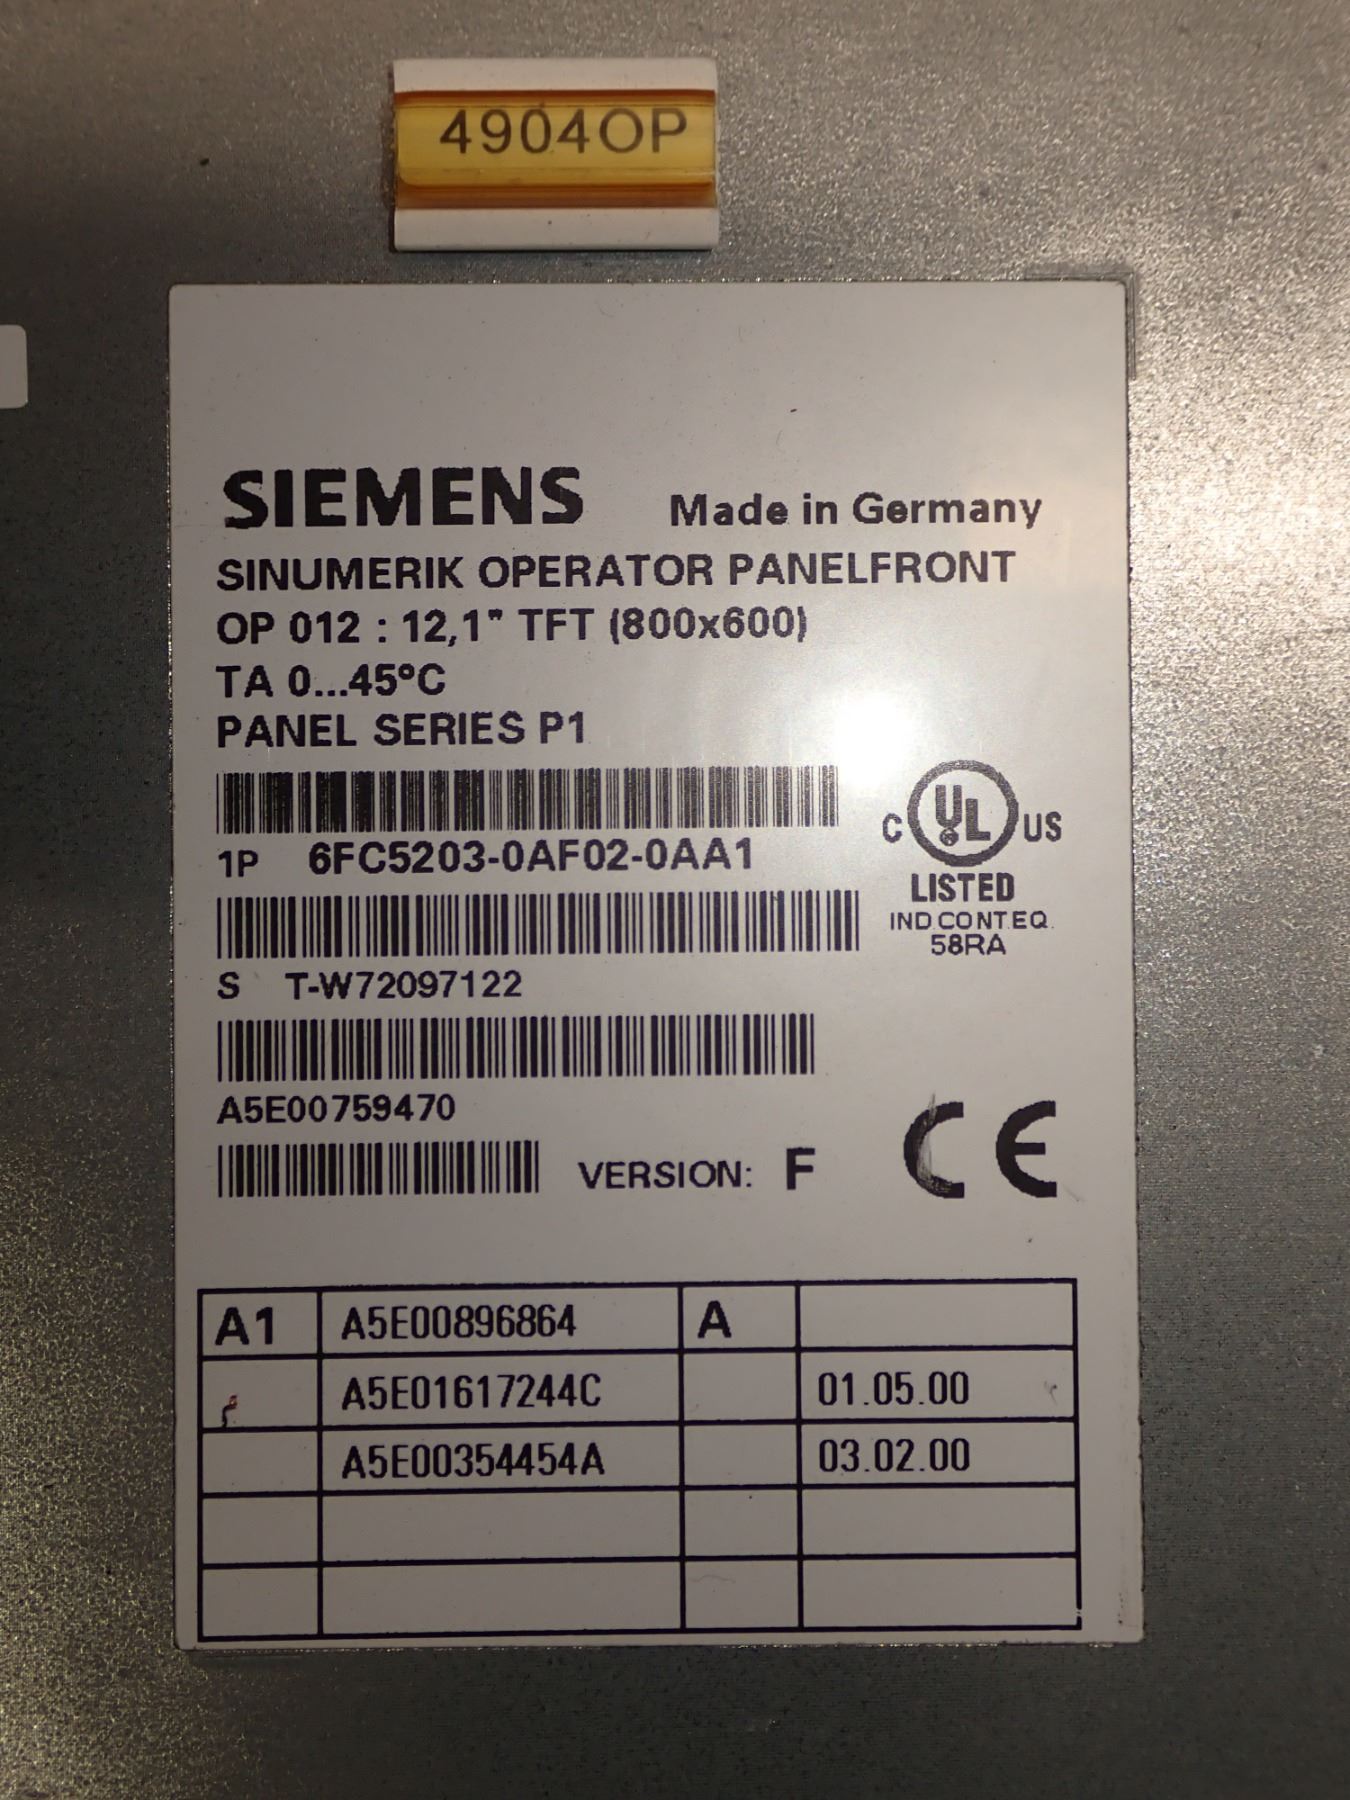 4904OP
SIEMENS Made in Germany
SINUMERIK OPERATOR PANELFRONT
OP 012 : 12,1" TFT (800x600)
TA 0...45°C
PANEL SERIES P1
1P 6FC5203-0AF02-0AA1
C UL US
LISTED
IND.CONT.EQ.
58RA
S T-W72097122
A5E00759470
VERSION: F CE
A1 A5E00896864 A
A5E01617244C 01.05.00
A5E00354454A 03.02.00